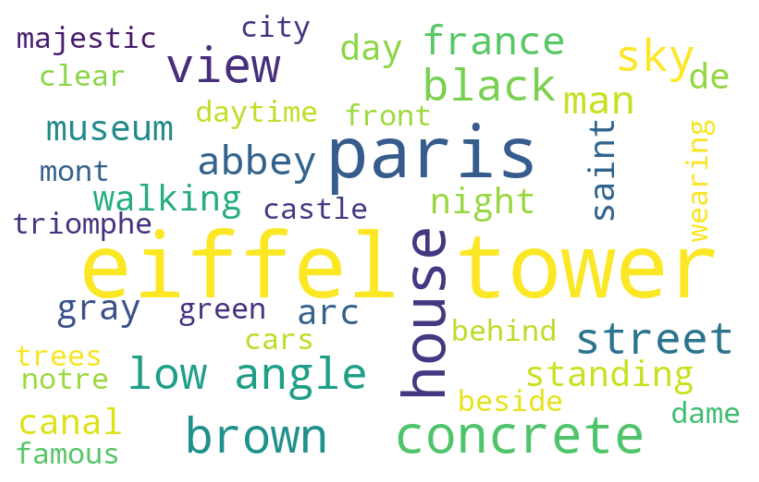 majestic
city
view
day
france
sky
clear
black
de
daytime
front
man
museum
paris
abbey
saint
wearing
mont
walking
castle
night
triomphe
eiffel tower
house
gray
green
arc
behind
street
cars
trees
notre
low angle
standing
beside
canal
brown
concrete
dame
famous